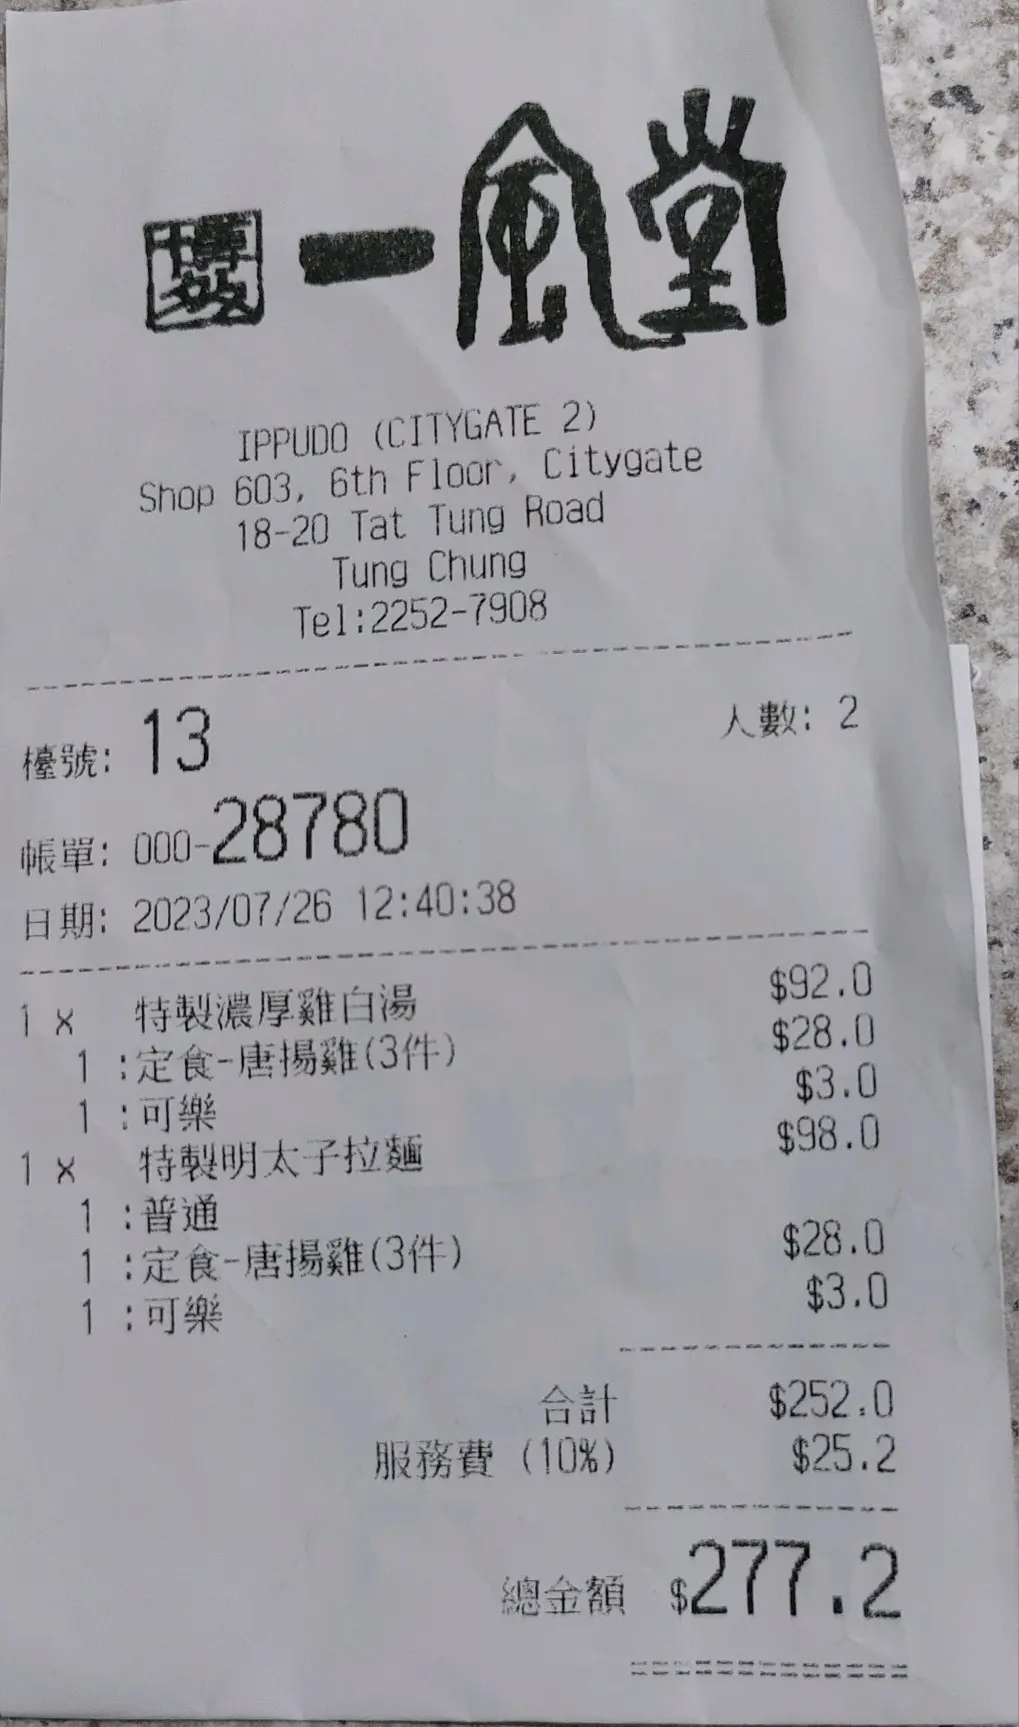 博多 一風堂
IPPUDO (CITYGATE 2)
Shop 603, 6th Floor, Citygate
18-20 Tat Tung Road
Tung Chung
Tel:2252-7908
檯號: 13 人數: 2
帳單: 000-28780
日期: 2023/07/26 12:40:38
1 x 特製濃厚雞白湯 $92.0
1 :定食-唐揚雞(3件) $28.0
1 :可樂 $3.0
1 x 特製明太子拉麵 $98.0
1 :普通
1 :定食-唐揚雞(3件) $28.0
1 :可樂 $3.0
合計 $252.0
服務費 (10%) $25.2
總金額 $277.2